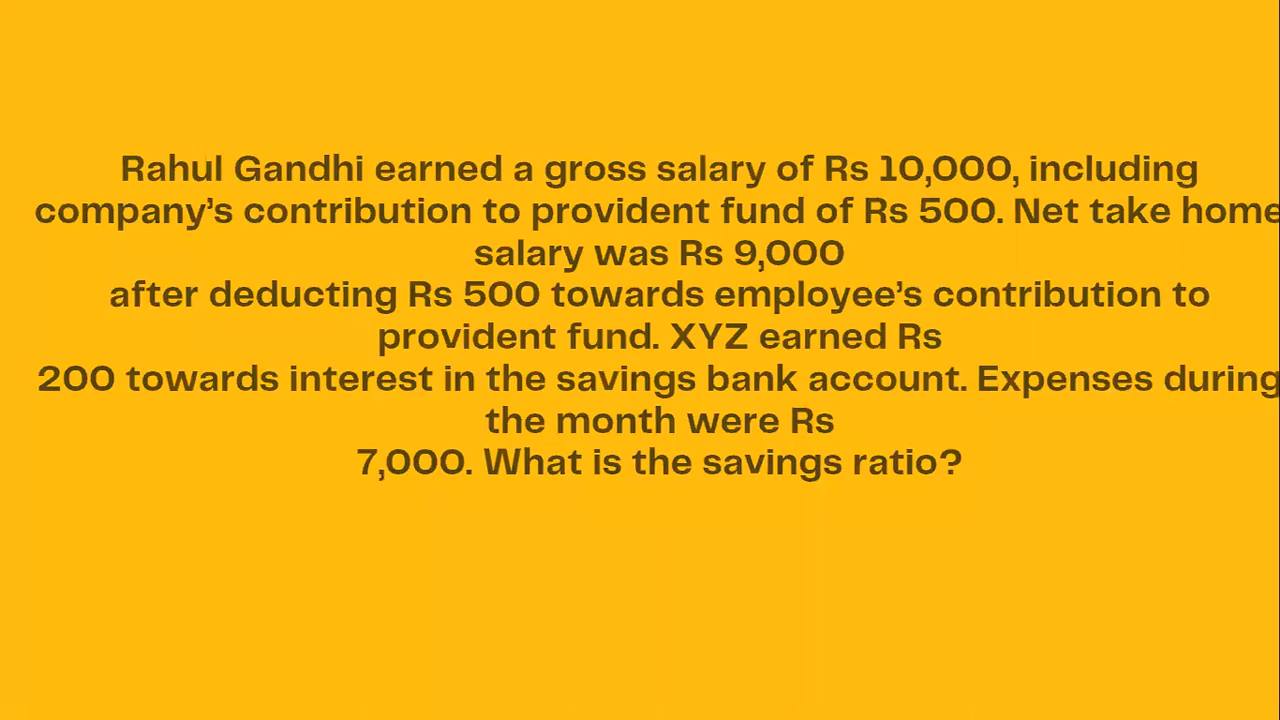 Rahul Gandhi earned a gross salary of Rs 10,000, including
company’s contribution to provident fund of Rs 500. Net take home
salary was Rs 9,000
after deducting Rs 500 towards employee’s contribution to
provident fund. XYZ earned Rs
200 towards interest in the savings bank account. Expenses during
the month were Rs
7,000. What is the savings ratio?